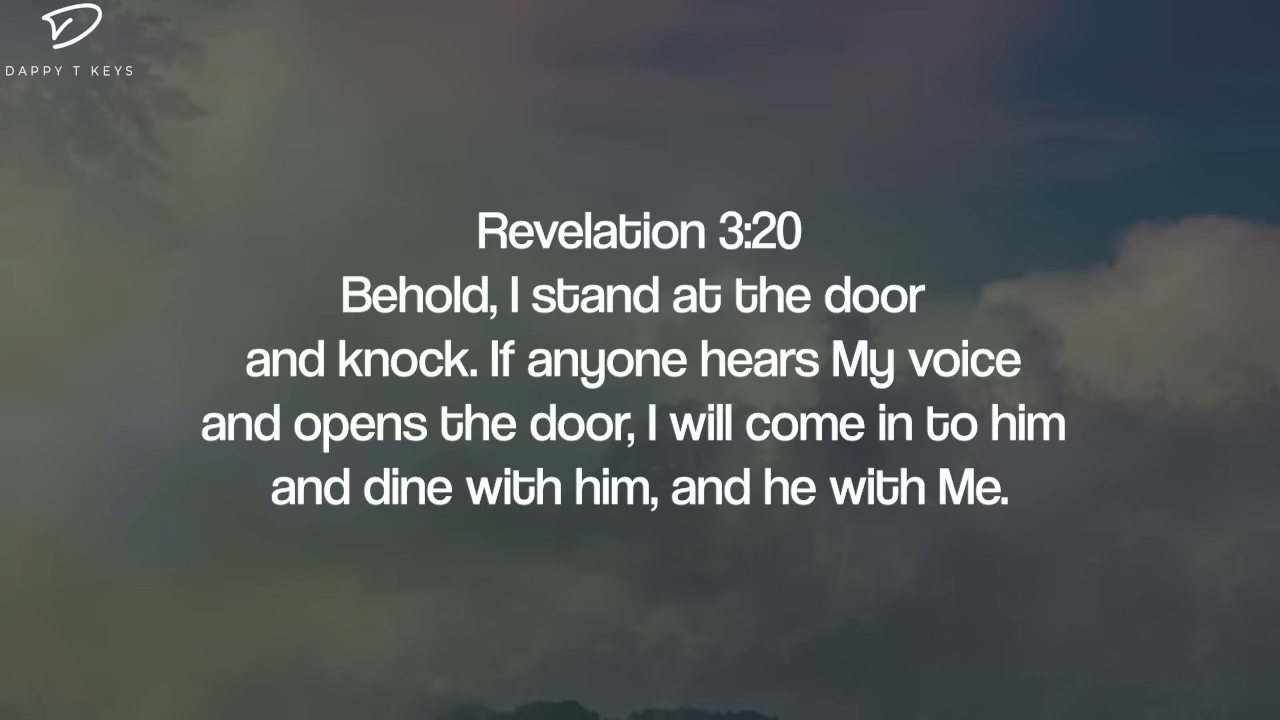 DAPPY T KEYS
Revelation 3:20
Behold, I stand at the door
and knock. If anyone hears My voice
and opens the door, I will come in to him
and dine with him, and he with Me.